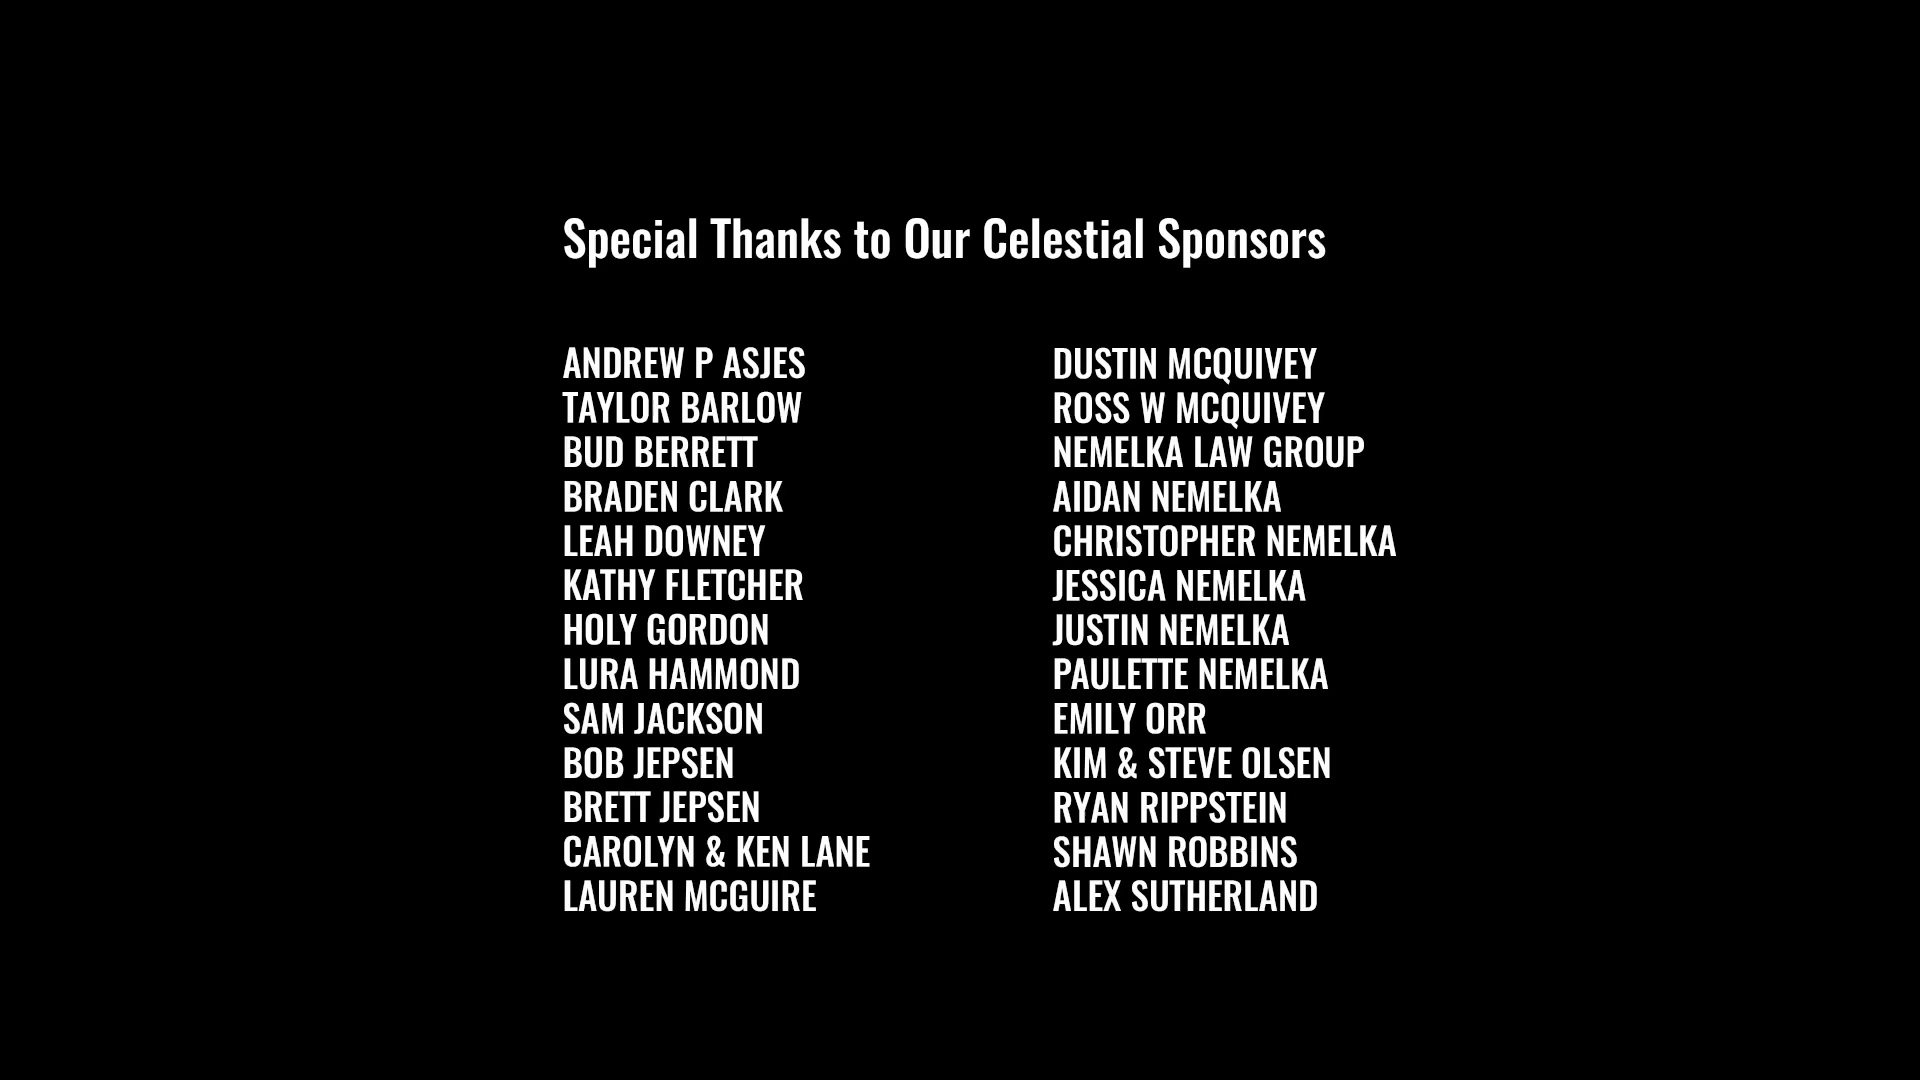 Special Thanks to Our Celestial Sponsors
ANDREW P ASJES
TAYLOR BARLOW
BUD BERRETT
BRADEN CLARK
LEAH DOWNEY
KATHY FLETCHER
HOLY GORDON
LURA HAMMOND
SAM JACKSON
BOB JEPSEN
BRETT JEPSEN
CAROLYN & KEN LANE
LAUREN MCGUIRE
DUSTIN MCQUIVEY
ROSS W MCQUIVEY
NEMELKA LAW GROUP
AIDAN NEMELKA
CHRISTOPHER NEMELKA
JESSICA NEMELKA
JUSTIN NEMELKA
PAULETTE NEMELKA
EMILY ORR
KIM & STEVE OLSEN
RYAN RIPPSTEIN
SHAWN ROBBINS
ALEX SUTHERLAND